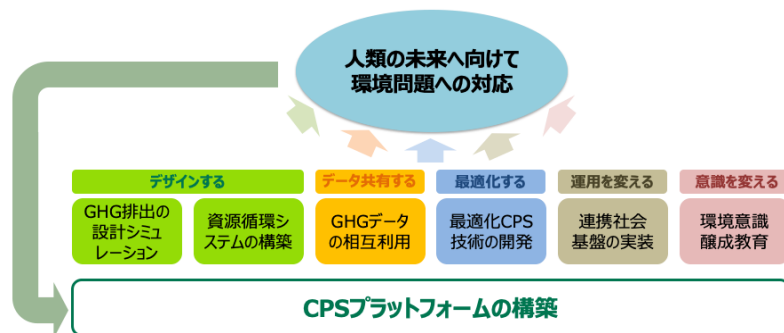 人類の未来へ向けて
環境問題への対応
デザインする
データ共有する
最適化する
運用を変える
意識を変える
GHG排出の
設計シミュ
レーション
資源循環シ
ステムの構築
GHGデータ
の相互利用
最適化CPS
技術の開発
連携社会
基盤の実装
環境意識
醸成教育
CPSプラットフォームの構築